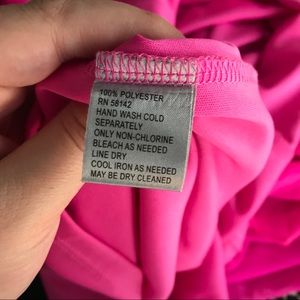 100% POLYESTER
RN 58142
HAND WASH COLD
SEPARATELY
ONLY NON-CHLORINE
BLEACH AS NEEDED
LINE DRY
COOL IRON AS NEEDED
MAY BE DRY CLEANED